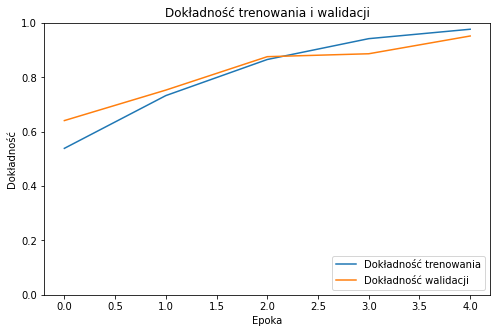 Dokładność trenowania i walidacji
Dokładność
1.0
0.8
0.6
0.4
0.2
0.0
0.0 0.5 1.0 1.5 2.0 2.5 3.0 3.5 4.0
Epoka
Dokładność trenowania
Dokładność walidacji